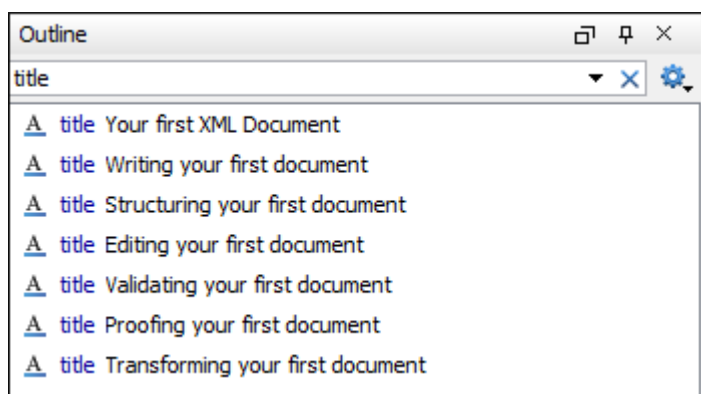 Outline
title
A title Your first XML Document
A title Writing your first document
A title Structuring your first document
A title Editing your first document
A title Validating your first document
A title Proofing your first document
A title Transforming your first document